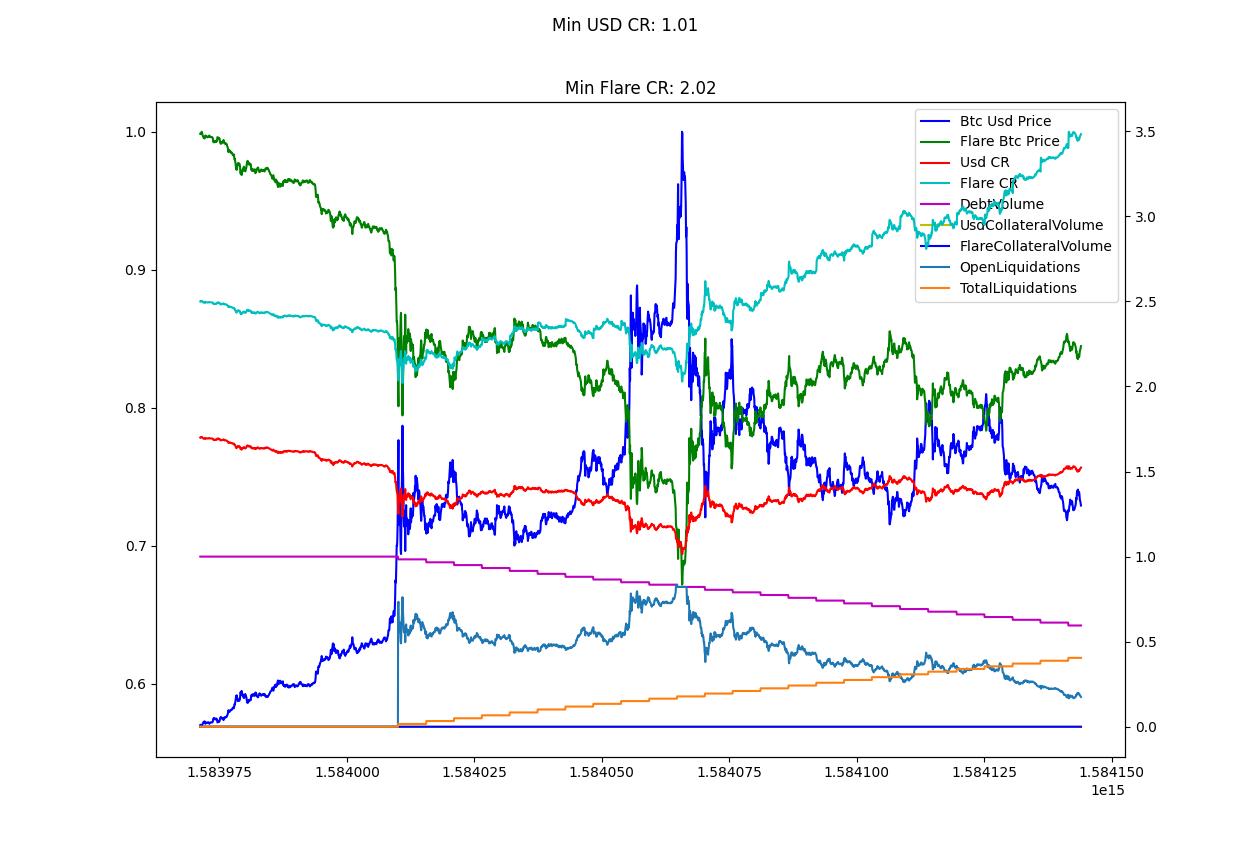 Min USD CR: 1.01
Min Flare CR: 2.02
Btc Usd Price
Flare Btc Price
Usd CR
Flare CR
DebtVolume
UsdCollateralVolume
FlareCollateralVolume
OpenLiquidations
TotalLiquidations
1.0
0.9
0.8
0.7
0.6
3.5
3.0
2.5
2.0
1.5
1.0
0.5
0.0
1.583975 1.584000 1.584025 1.584050 1.584075 1.584100 1.584125 1.584150
1e15